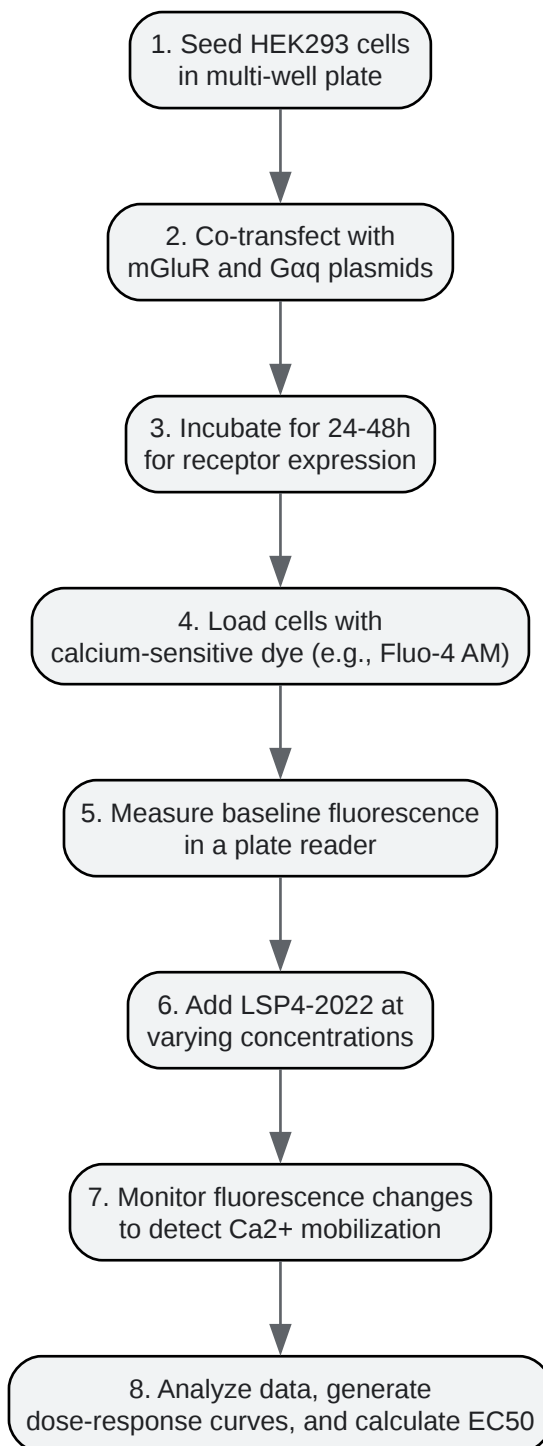 1. Seed HEK293 cells
in multi-well plate
2. Co-transfect with
mGluR and Gαq plasmids
3. Incubate for 24-48h
for receptor expression
4. Load cells with
calcium-sensitive dye (e.g., Fluo-4 AM)
5. Measure baseline fluorescence
in a plate reader
6. Add LSP4-2022 at
varying concentrations
7. Monitor fluorescence changes
to detect Ca2+ mobilization
8. Analyze data, generate
dose-response curves, and calculate EC50